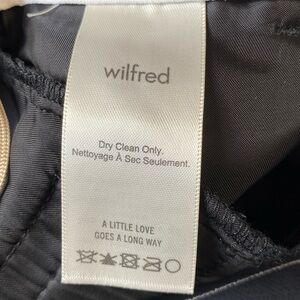 wilfred
Dry Clean Only.
Nettoyage À Sec Seulement.
A LITTLE LOVE
GOES A LONG WAY